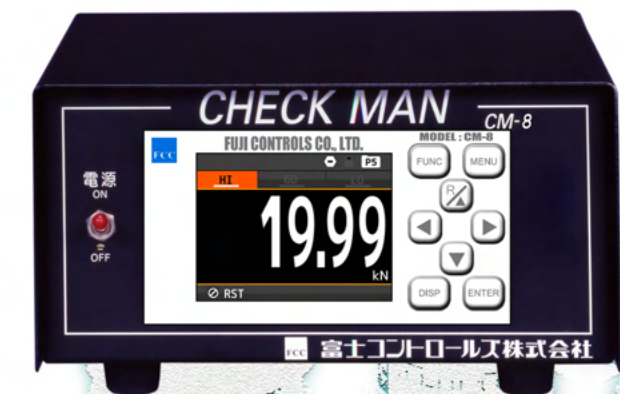 CHECK MAN
CM-8
FCC
FUJI CONTROLS CO., LTD.
MODEL : CM-8
電源
ON
OFF
P5
HI
GO
LO
19.99
kN
RST
FUNC
MENU
R
DISP
ENTER
FCC 富士コントロールズ株式会社